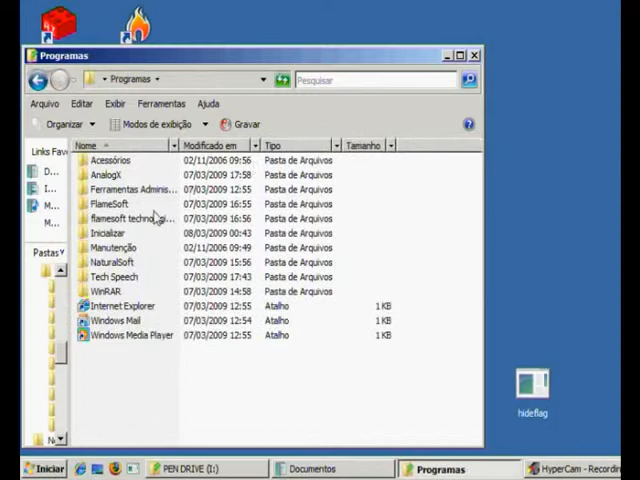 Programas
Programas
Pesquisar
Arquivo Editar Exibir Ferramentas Ajuda
Organizar Modos de exibição Gravar
Links Fav
Nome Modificado em Tipo Tamanho
Acessórios 02/11/2006 09:56 Pasta de Arquivos
D... AnalogX 07/03/2009 17:58 Pasta de Arquivos
I... Ferramentas Adminis... 07/03/2009 12:55 Pasta de Arquivos
M... FlameSoft 07/03/2009 16:55 Pasta de Arquivos
M... flamesoft technologi... 07/03/2009 16:56 Pasta de Arquivos
Inicializar 08/03/2009 00:43 Pasta de Arquivos
Pastas Manutenção 02/11/2006 09:49 Pasta de Arquivos
NaturalSoft 07/03/2009 15:56 Pasta de Arquivos
Tech Speech 07/03/2009 17:43 Pasta de Arquivos
WinRAR 07/03/2009 14:58 Pasta de Arquivos
Internet Explorer 07/03/2009 12:55 Atalho 1 KB
Windows Mail 07/03/2009 12:54 Atalho 1 KB
Windows Media Player 07/03/2009 12:55 Atalho 1 KB
hideflag
Iniciar PEN DRIVE (I:) Documentos Programas HyperCam - Recordin